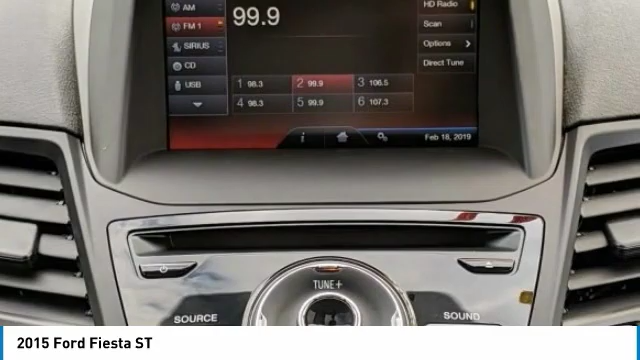 AM
99.9
HD Radio
FM 1
Scan
SIRIUS
Options >
CD
Direct Tune
USB
1 98.3 2 99.9 3 106.5
4 98.3 5 99.9 6 107.3
i
Feb 18, 2019
TUNE+
SOURCE
SOUND
2015 Ford Fiesta ST